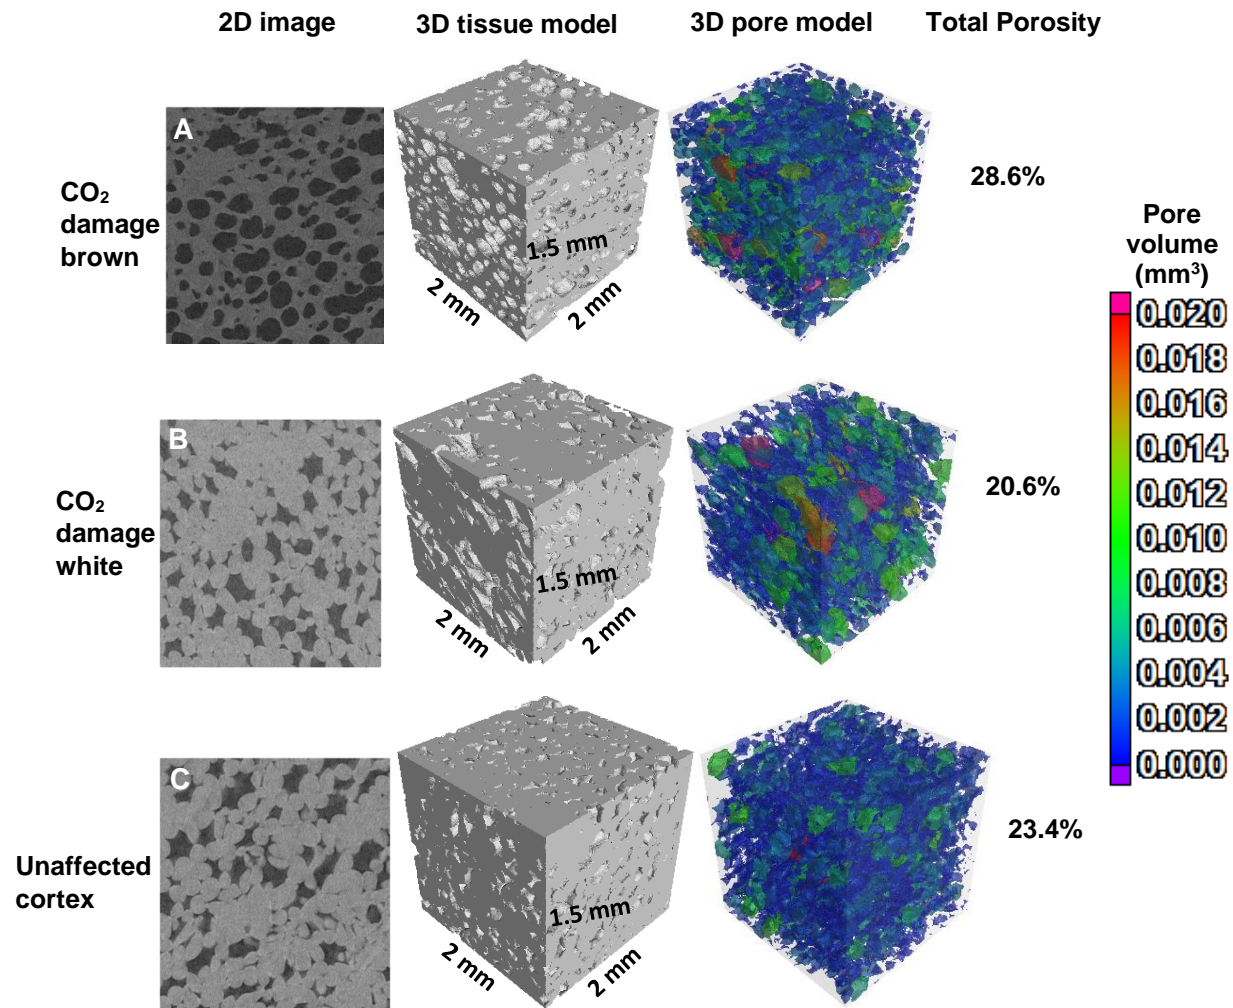 2D image
3D tissue model
3D pore model
Total Porosity
A
CO2
damage
brown
1.5 mm
2 mm
2 mm
28.6%
B
CO2
damage
white
1.5 mm
2 mm
2 mm
20.6%
C
Unaffected
cortex
1.5 mm
2 mm
2 mm
23.4%
Pore
volume
(mm3)
0.020
0.018
0.016
0.014
0.012
0.010
0.008
0.006
0.004
0.002
0.000